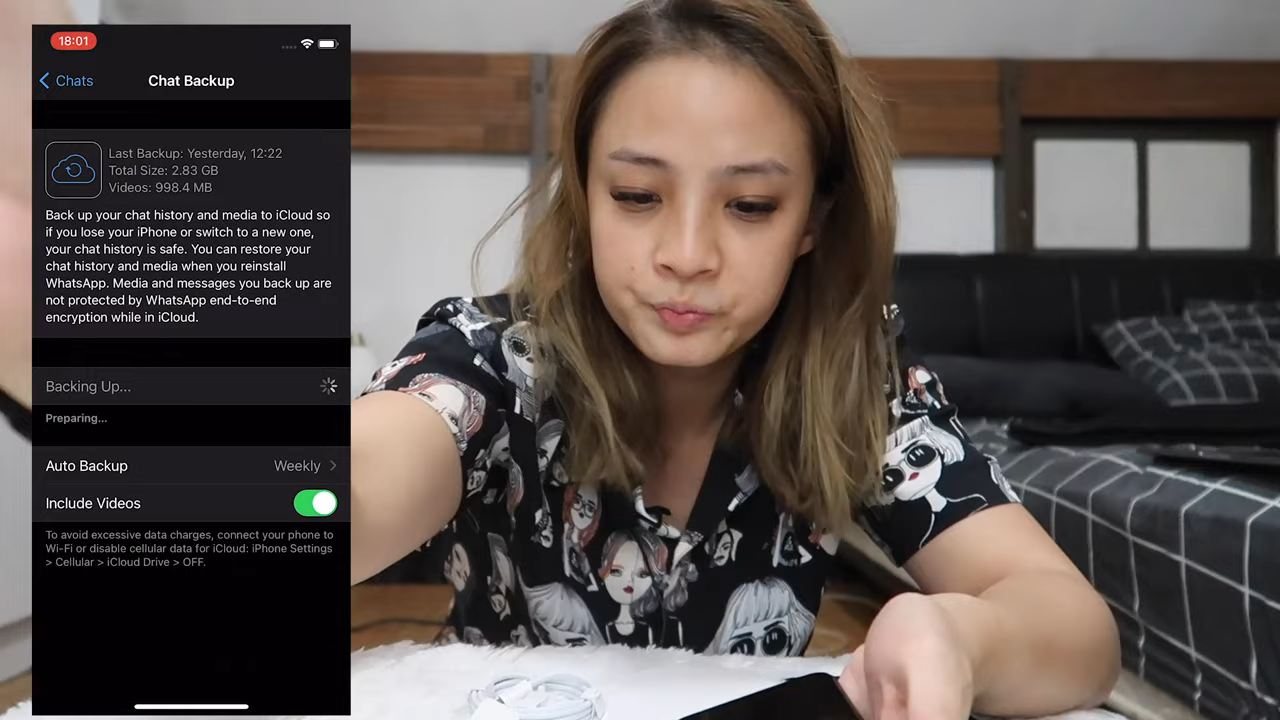 18:01
Chats
Chat Backup
Last Backup: Yesterday, 12:22
Total Size: 2.83 GB
Videos: 998.4 MB
Back up your chat history and media to iCloud so
if you lose your iPhone or switch to a new one,
your chat history is safe. You can restore your
chat history and media when you reinstall
WhatsApp. Media and messages you back up are
not protected by WhatsApp end-to-end
encryption while in iCloud.
Backing Up...
Preparing...
Auto Backup Weekly
Include Videos
To avoid excessive data charges, connect your phone to
Wi-Fi or disable cellular data for iCloud: iPhone Settings
> Cellular > iCloud Drive > OFF.